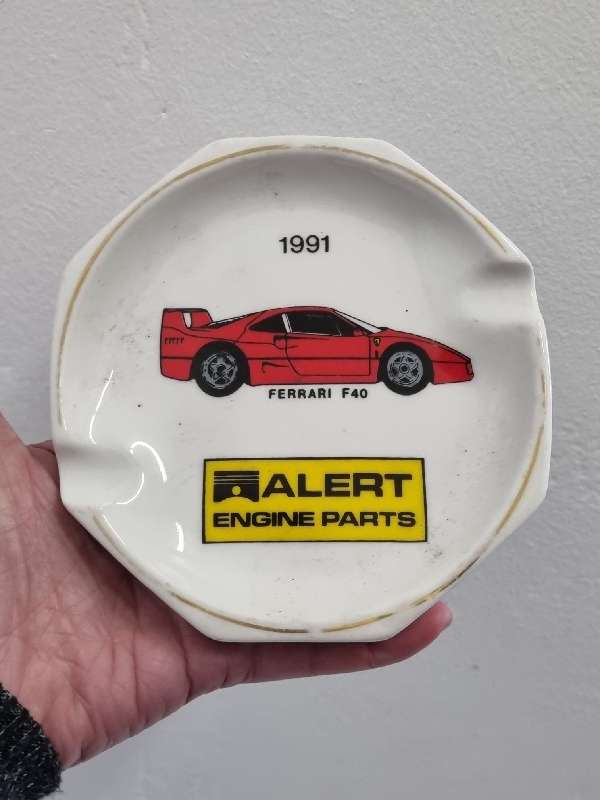 1991
FERRARI F40
ALERT
ENGINE PARTS